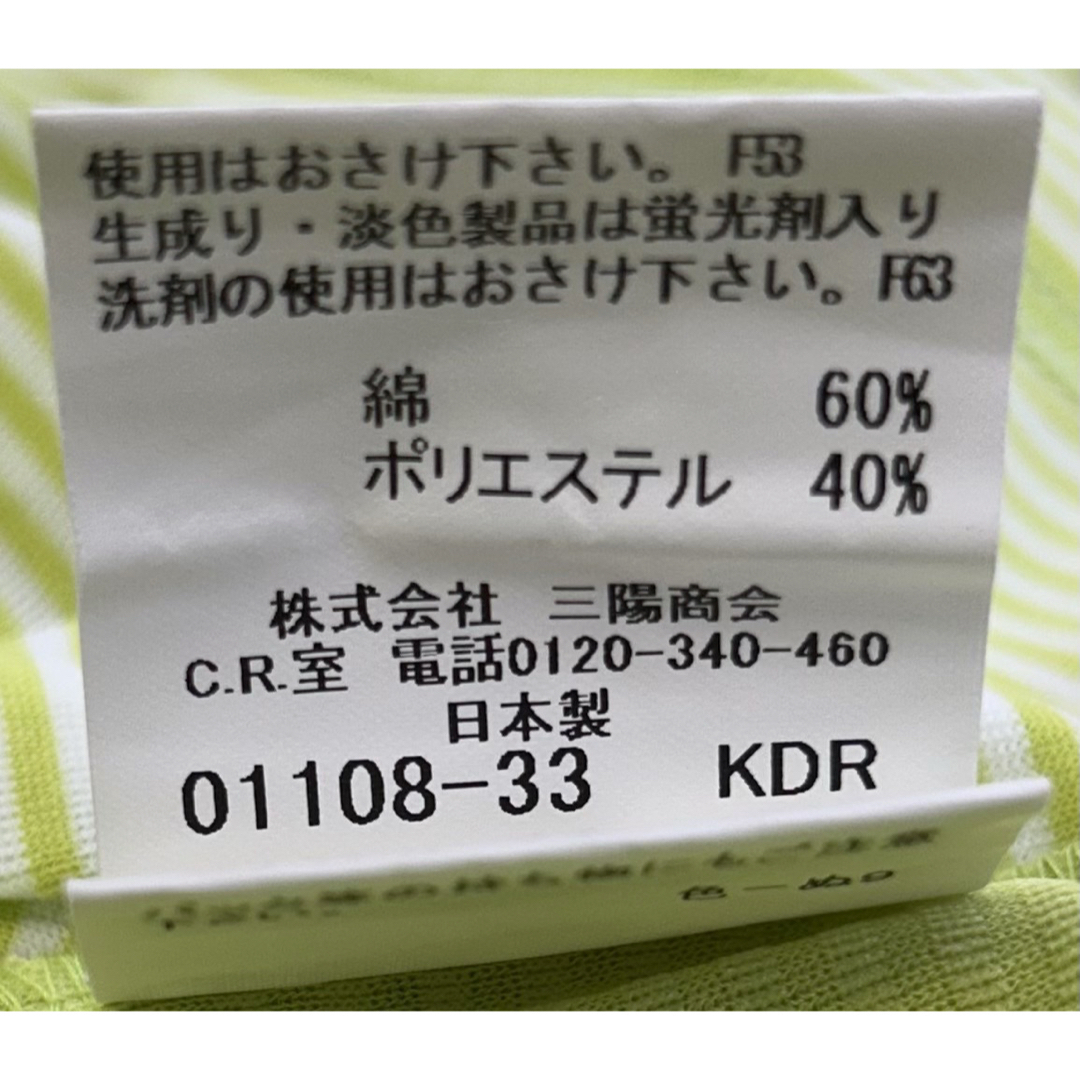 使用はおさけ下さい。 F53
生成り・淡色製品は蛍光剤入り
洗剤の使用はおさけ下さい。F63
綿 60%
ポリエステル 40%
株式会社 三陽商会
C.R.室 電話0120-340-460
日本製
01108-33 KDR
下さい。